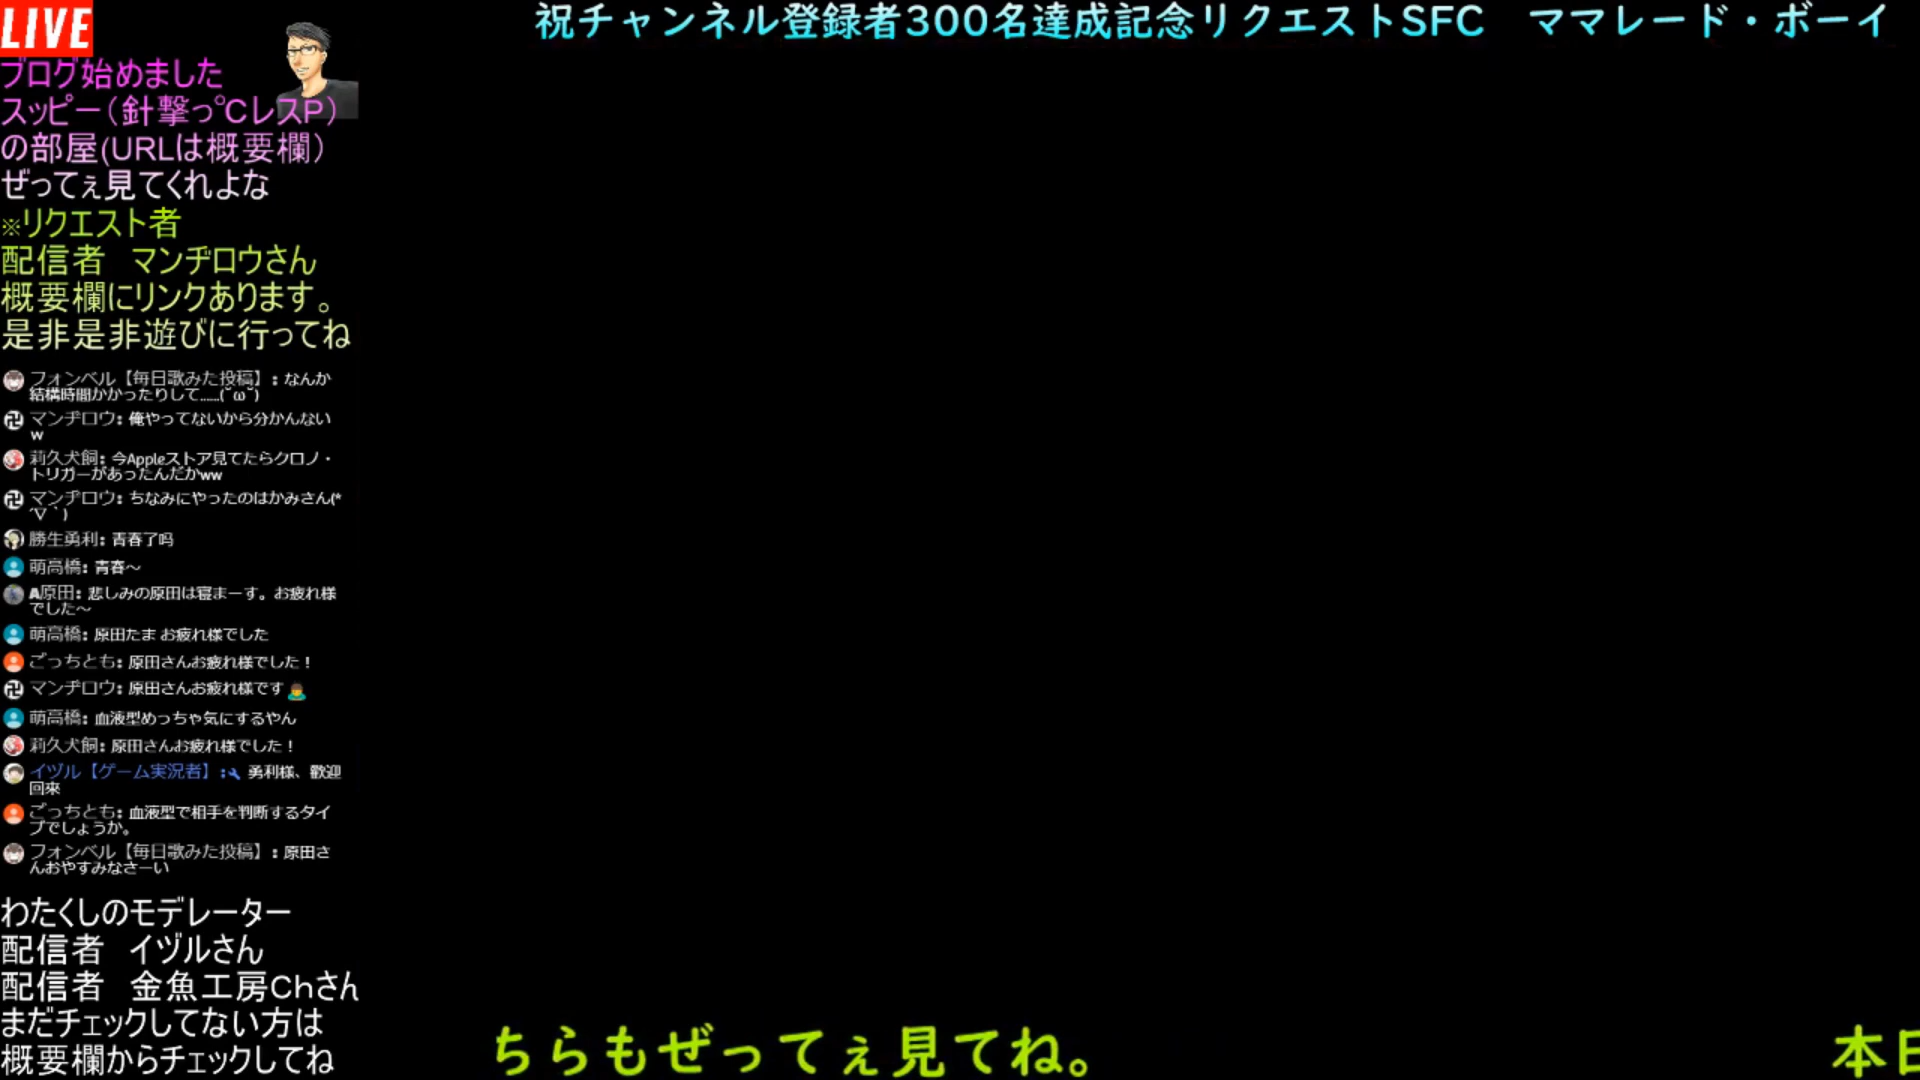 LIVE
祝チャンネル登録者300名達成記念リクエストSFC　ママレード・ボーイ
ブログ始めました
スッピー(針撃っ℃レスP)
の部屋(URLは概要欄)
ぜってぇ見てくれよな
※リクエスト者
配信者　マンヂロウさん
概要欄にリンクあります。
是非是非遊びに行ってね
フォンベル【毎日歌みた投稿】: なんか
結構時間かかったりして……(˘ω˘)
マンヂロウ: 俺やってないから分かんない
w
莉久犬飼: 今Appleストア見てたらクロノ・
トリガーがあったんだかww
マンヂロウ: ちなみにやったのはかみさん(*
´∇｀)
勝生勇利: 青春了吗
萌高橋: 青春〜
A原田: 悲しみの原田は寝まーす。お疲れ様
でした〜
萌高橋: 原田たま お疲れ様でした
ごっちとも: 原田さんお疲れ様でした！
マンヂロウ: 原田さんお疲れ様です🙇
萌高橋: 血液型めっちゃ気にするやん
莉久犬飼: 原田さんお疲れ様でした！
イヅル【ゲーム実況者】:🔧 勇利様、歡迎
回來
ごっちとも: 血液型で相手を判断するタイ
プでしょうか。
フォンベル【毎日歌みた投稿】: 原田さ
んおやすみなさーい
わたくしのモデレーター
配信者　イヅルさん
配信者　金魚工房Chさん
まだチェックしてない方は
概要欄からチェックしてね
ちらもぜってぇ見てね。　本日